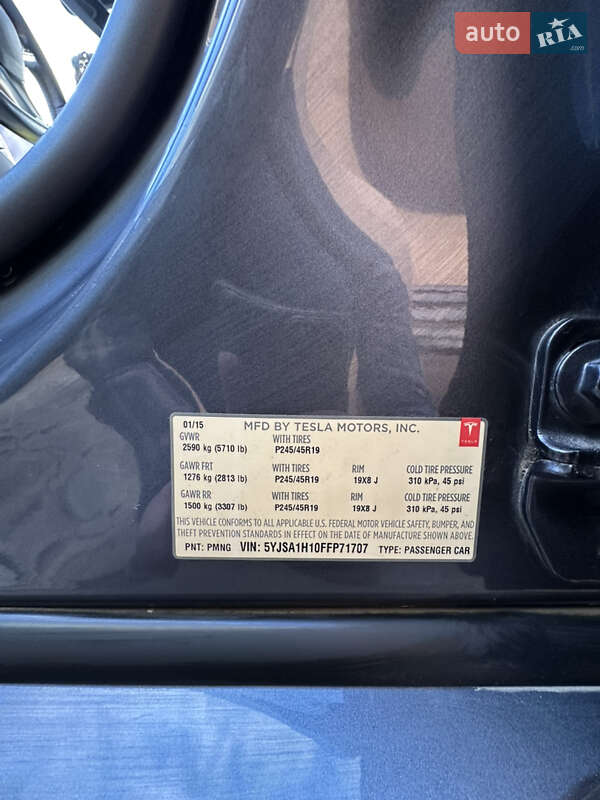 auto RIA.com
01/15 MFD BY TESLA MOTORS, INC.
GVWR WITH TIRES TESLA
2590 kg (5710 lb) P245/45R19
GAWR FRT WITH TIRES RIM COLD TIRE PRESSURE
1276 kg (2813 lb) P245/45R19 19X8 J 310 kPa, 45 psi
GAWR RR WITH TIRES RIM COLD TIRE PRESSURE
1500 kg (3307 lb) P245/45R19 19X8 J 310 kPa, 45 psi
THIS VEHICLE CONFORMS TO ALL APPLICABLE U.S. FEDERAL MOTOR VEHICLE SAFETY, BUMPER, AND
THEFT PREVENTION STANDARDS IN EFFECT ON THE DATE OF MANUFACTURE SHOWN ABOVE.
PNT: PMNG VIN: 5YJSA1H10FFP71707 TYPE: PASSENGER CAR